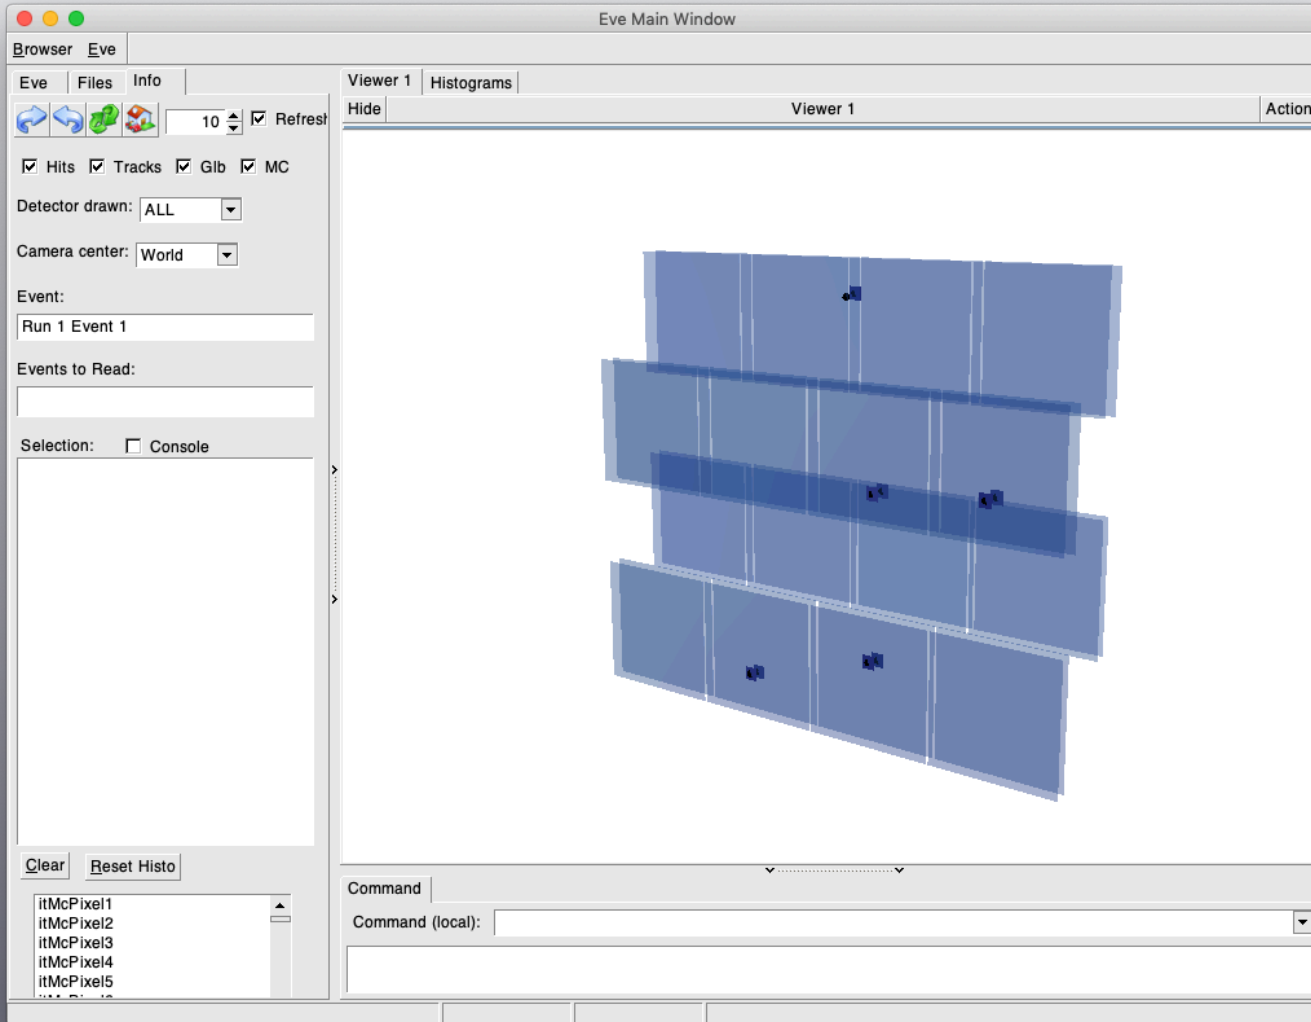 Eve Main Window
Browser Eve
Eve Files Info
Viewer 1 Histograms
Hide Viewer 1 Action
10 Refresh
Hits Tracks Glb MC
Detector drawn: ALL
Camera center: World
Event:
Run 1 Event 1
Events to Read:
Selection: Console
Clear Reset Histo
itMcPixel1
itMcPixel2
itMcPixel3
itMcPixel4
itMcPixel5
Command
Command (local):